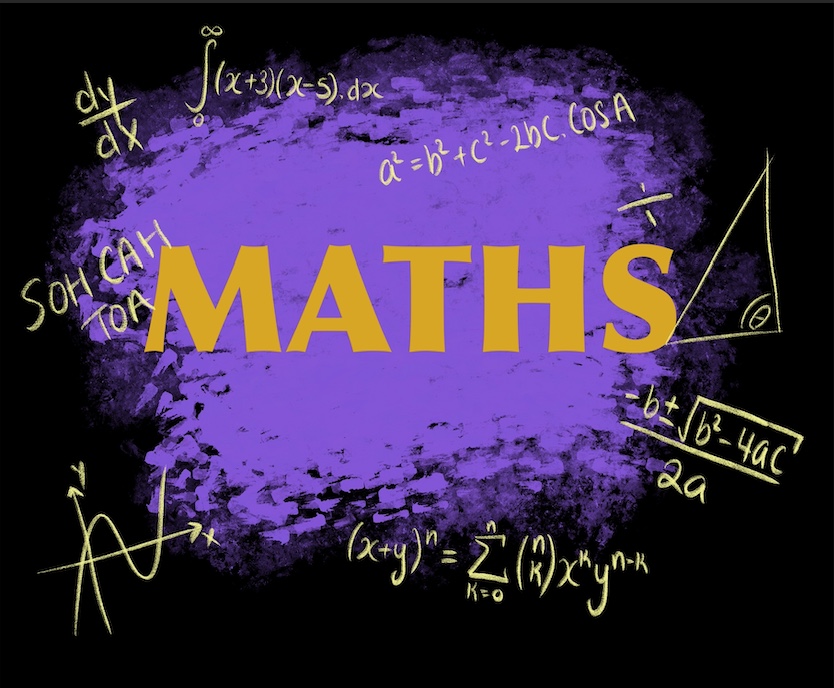 dy/dx
∫₀^∞ (x+3)(x-5).dx
a² = b² + c² - 2bc.COSA
÷
SOH CAH
TOA
MATHS
θ
-b±√b²-4ac
2a
y
x
(x+y)ⁿ = Σ ⁿ k=0 (n k) xᵏyⁿ⁻ᵏ